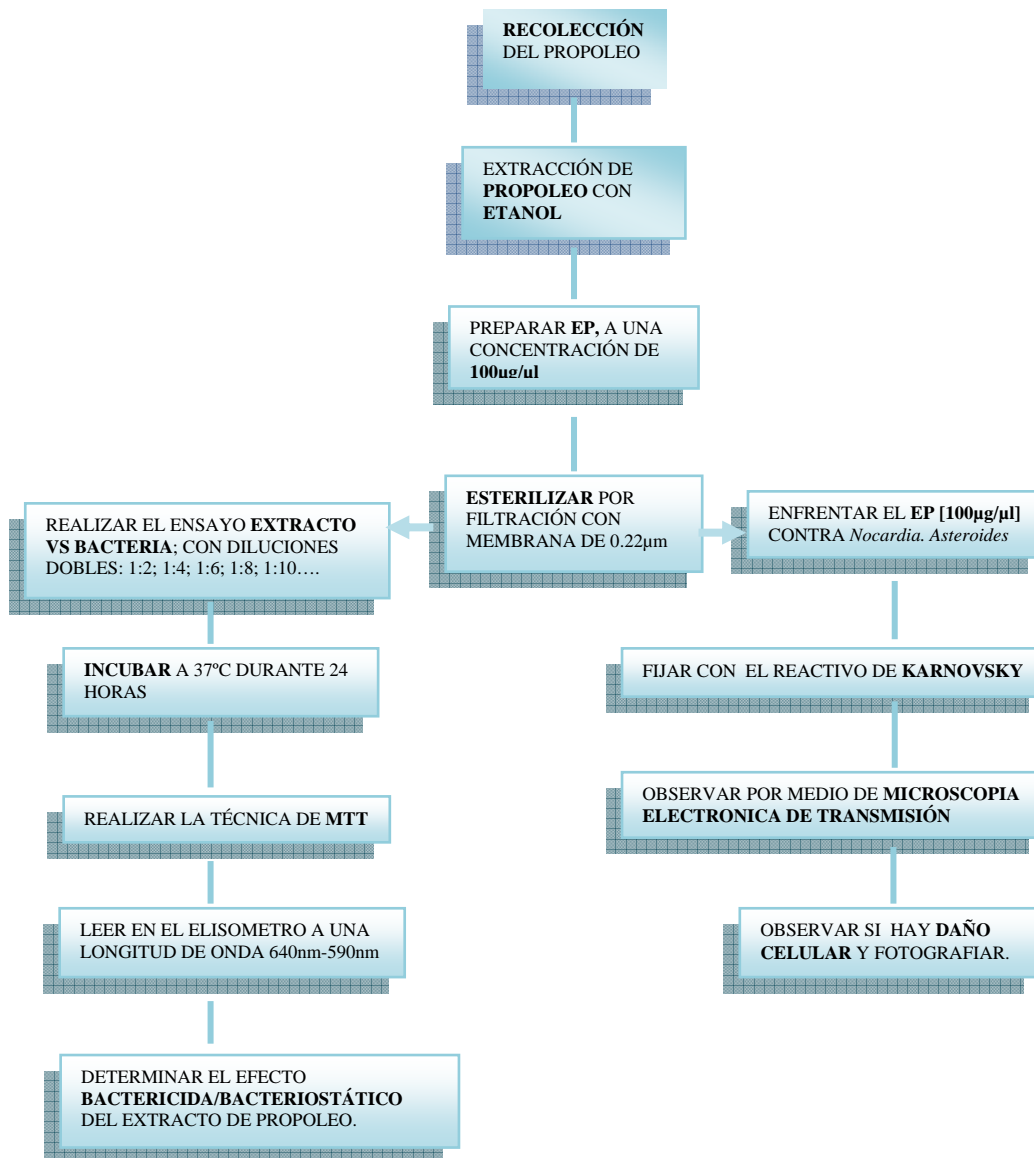 RECOLECCIÓN
DEL PROPOLEO
EXTRACCIÓN DE
PROPOLEO CON
ETANOL
PREPARAR EP, A UNA
CONCENTRACIÓN DE
100µg/µl
ESTERILIZAR POR
FILTRACIÓN CON
MEMBRANA DE 0.22µm
REALIZAR EL ENSAYO EXTRACTO
VS BACTERIA; CON DILUCIONES
DOBLES: 1:2; 1:4; 1:6; 1:8; 1:10….
INCUBAR A 37ºC DURANTE 24
HORAS
REALIZAR LA TÉCNICA DE MTT
LEER EN EL ELISOMETRO A UNA
LONGITUD DE ONDA 640nm-590nm
DETERMINAR EL EFECTO
BACTERICIDA/BACTERIOSTÁTICO
DEL EXTRACTO DE PROPOLEO.
ENFRENTAR EL EP [100µg/µl]
CONTRA Nocardia. Asteroides
FIJAR CON EL REACTIVO DE KARNOVSKY
OBSERVAR POR MEDIO DE MICROSCOPIA
ELECTRONICA DE TRANSMISIÓN
OBSERVAR SI HAY DAÑO
CELULAR Y FOTOGRAFIAR.